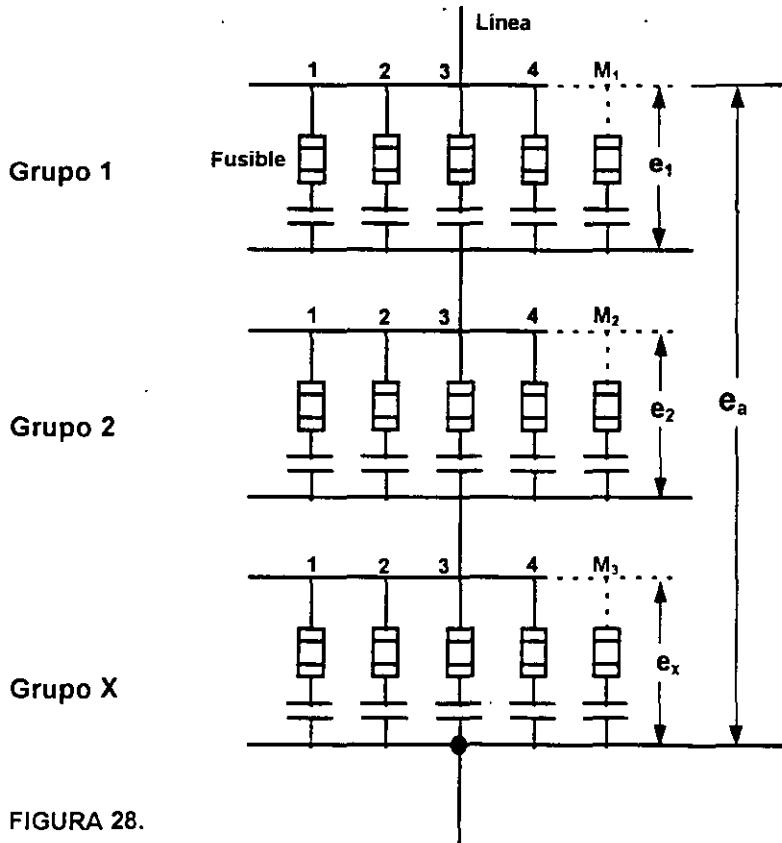 Línea
1 2 3 4 M₁
Grupo 1
Fusible
e₁
1 2 3 4 M₂
Grupo 2
e₂
eₐ
1 2 3 4 M₃
Grupo X
eₓ
FIGURA 28.